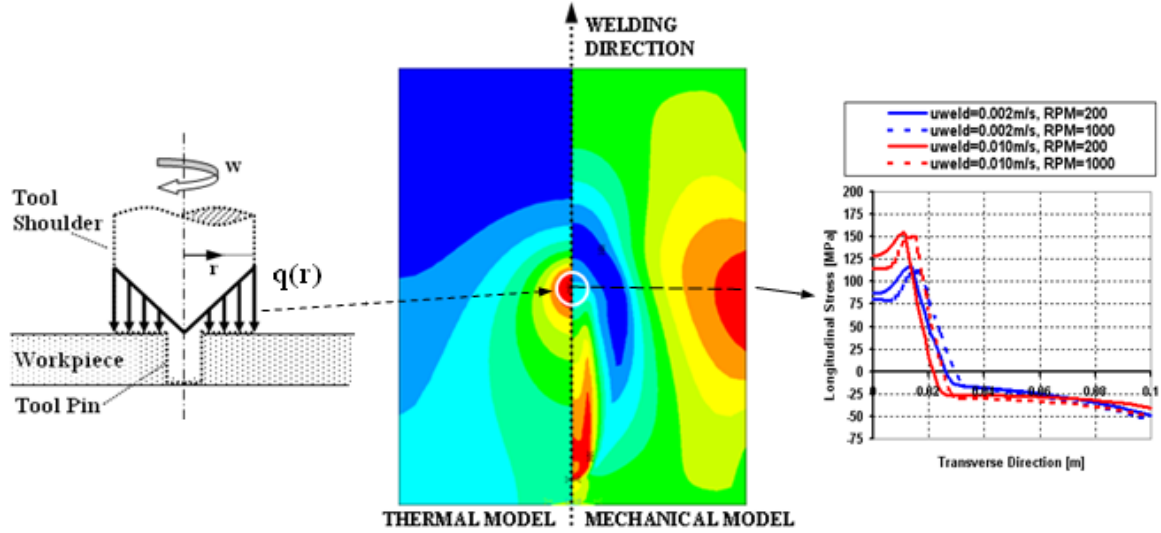 WELDING
DIRECTION
w
Tool
Shoulder
r
q(r)
Workpiece
Tool Pin
THERMAL MODEL
MECHANICAL MODEL
uweld=0.002m/s, RPM=200
uweld=0.002m/s, RPM=1000
uweld=0.010m/s, RPM=200
uweld=0.010m/s, RPM=1000
Longitudinal Stress [MPa]
200
175
150
125
100
75
50
25
0
-25
-50
-75
0 0.02 0.04 0.06 0.08 0.1
Transverse Direction [m]